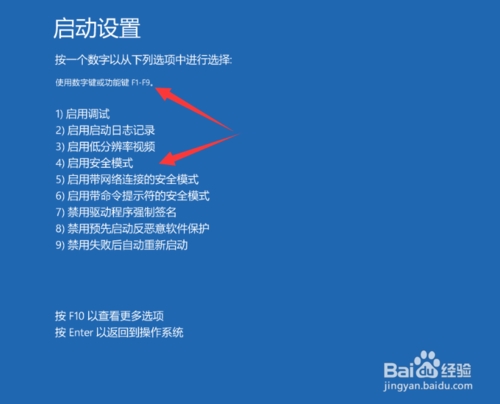 启动设置
按一个数字以从下列选项中进行选择:
使用数字键或功能键 F1-F9。
1) 启用调试
2) 启用启动日志记录
3) 启用低分辨率视频
4) 启用安全模式
5) 启用带网络连接的安全模式
6) 启用带命令提示符的安全模式
7) 禁用驱动程序强制签名
8) 禁用预先启动反恶意软件保护
9) 禁用失败后自动重新启动
按 F10 以查看更多选项
按 Enter 以返回到操作系统
Bai du 经验
jingyan.baidu.com